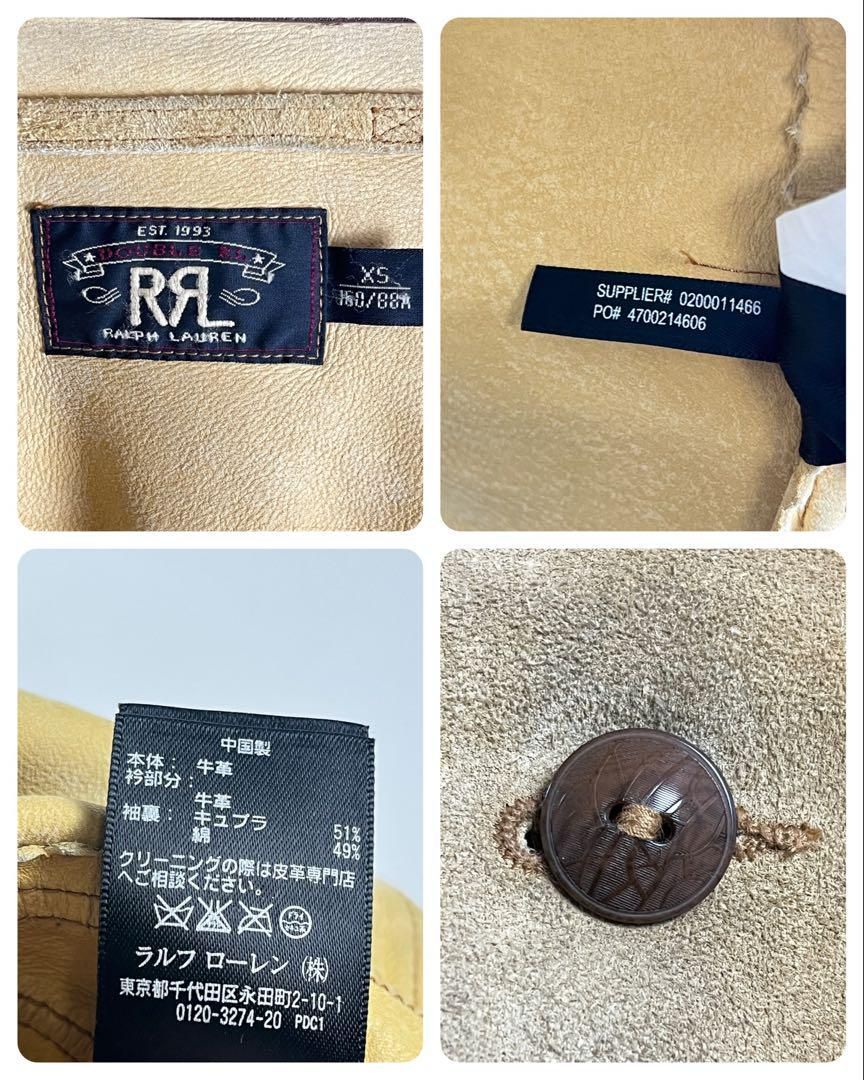 EST. 1993
DOUBLE RL
RRL
RALPH LAUREN
XS
160/88A
SUPPLIER# 0200011466
PO# 4700214606
中国製
本体： 牛革
衿部分：
牛革
袖裏： キュプラ 51%
綿 49%
クリーニングの際は皮革専門店
へご相談ください。
ドライ
ラルフ ローレン (株)
東京都千代田区永田町2-10-1
0120-3274-20 PDC1